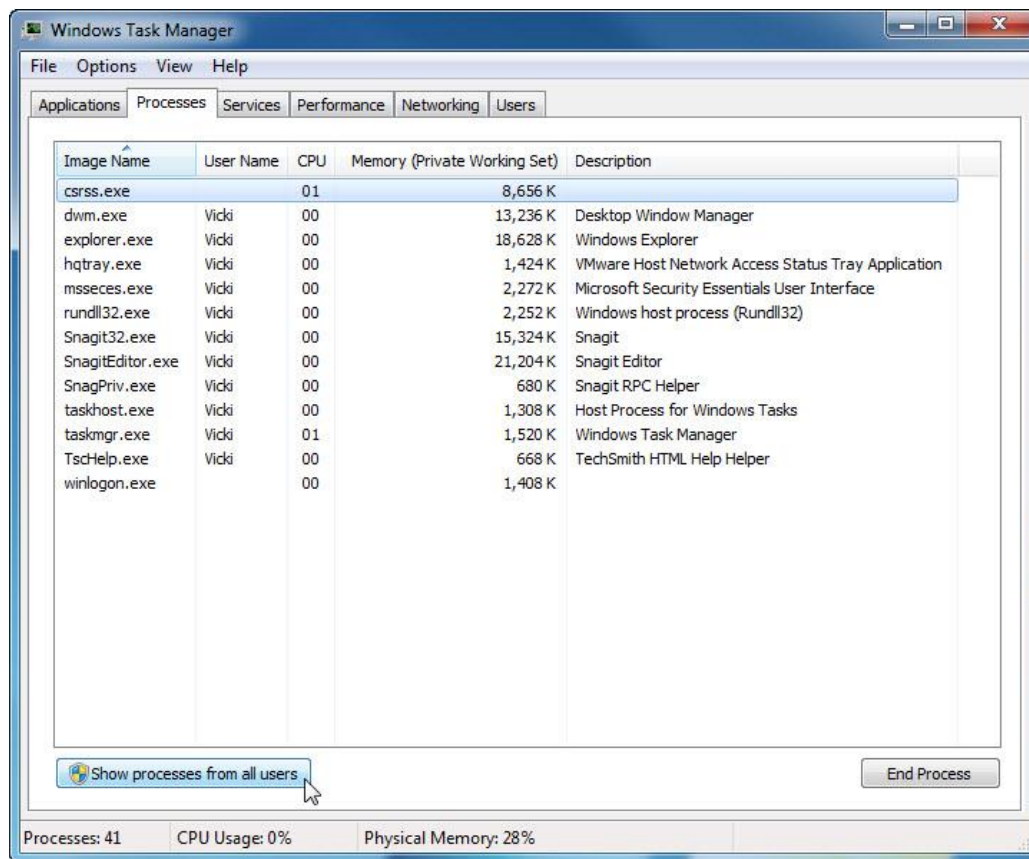 Windows Task Manager
File Options View Help
Applications Processes Services Performance Networking Users
Image Name User Name CPU Memory (Private Working Set) Description
csrss.exe 01 8,656 K
dwm.exe Vicki 00 13,236 K Desktop Window Manager
explorer.exe Vicki 00 18,628 K Windows Explorer
hqtray.exe Vicki 00 1,424 K VMware Host Network Access Status Tray Application
msseces.exe Vicki 00 2,272 K Microsoft Security Essentials User Interface
rundll32.exe Vicki 00 2,252 K Windows host process (Rundll32)
Snagit32.exe Vicki 00 15,324 K Snagit
SnagitEditor.exe Vicki 00 21,204 K Snagit Editor
SnagPriv.exe Vicki 00 680 K Snagit RPC Helper
taskhost.exe Vicki 00 1,308 K Host Process for Windows Tasks
taskmgr.exe Vicki 01 1,520 K Windows Task Manager
TscHelp.exe Vicki 00 668 K TechSmith HTML Help Helper
winlogon.exe 00 1,408 K
Show processes from all users End Process
Processes: 41 CPU Usage: 0% Physical Memory: 28%